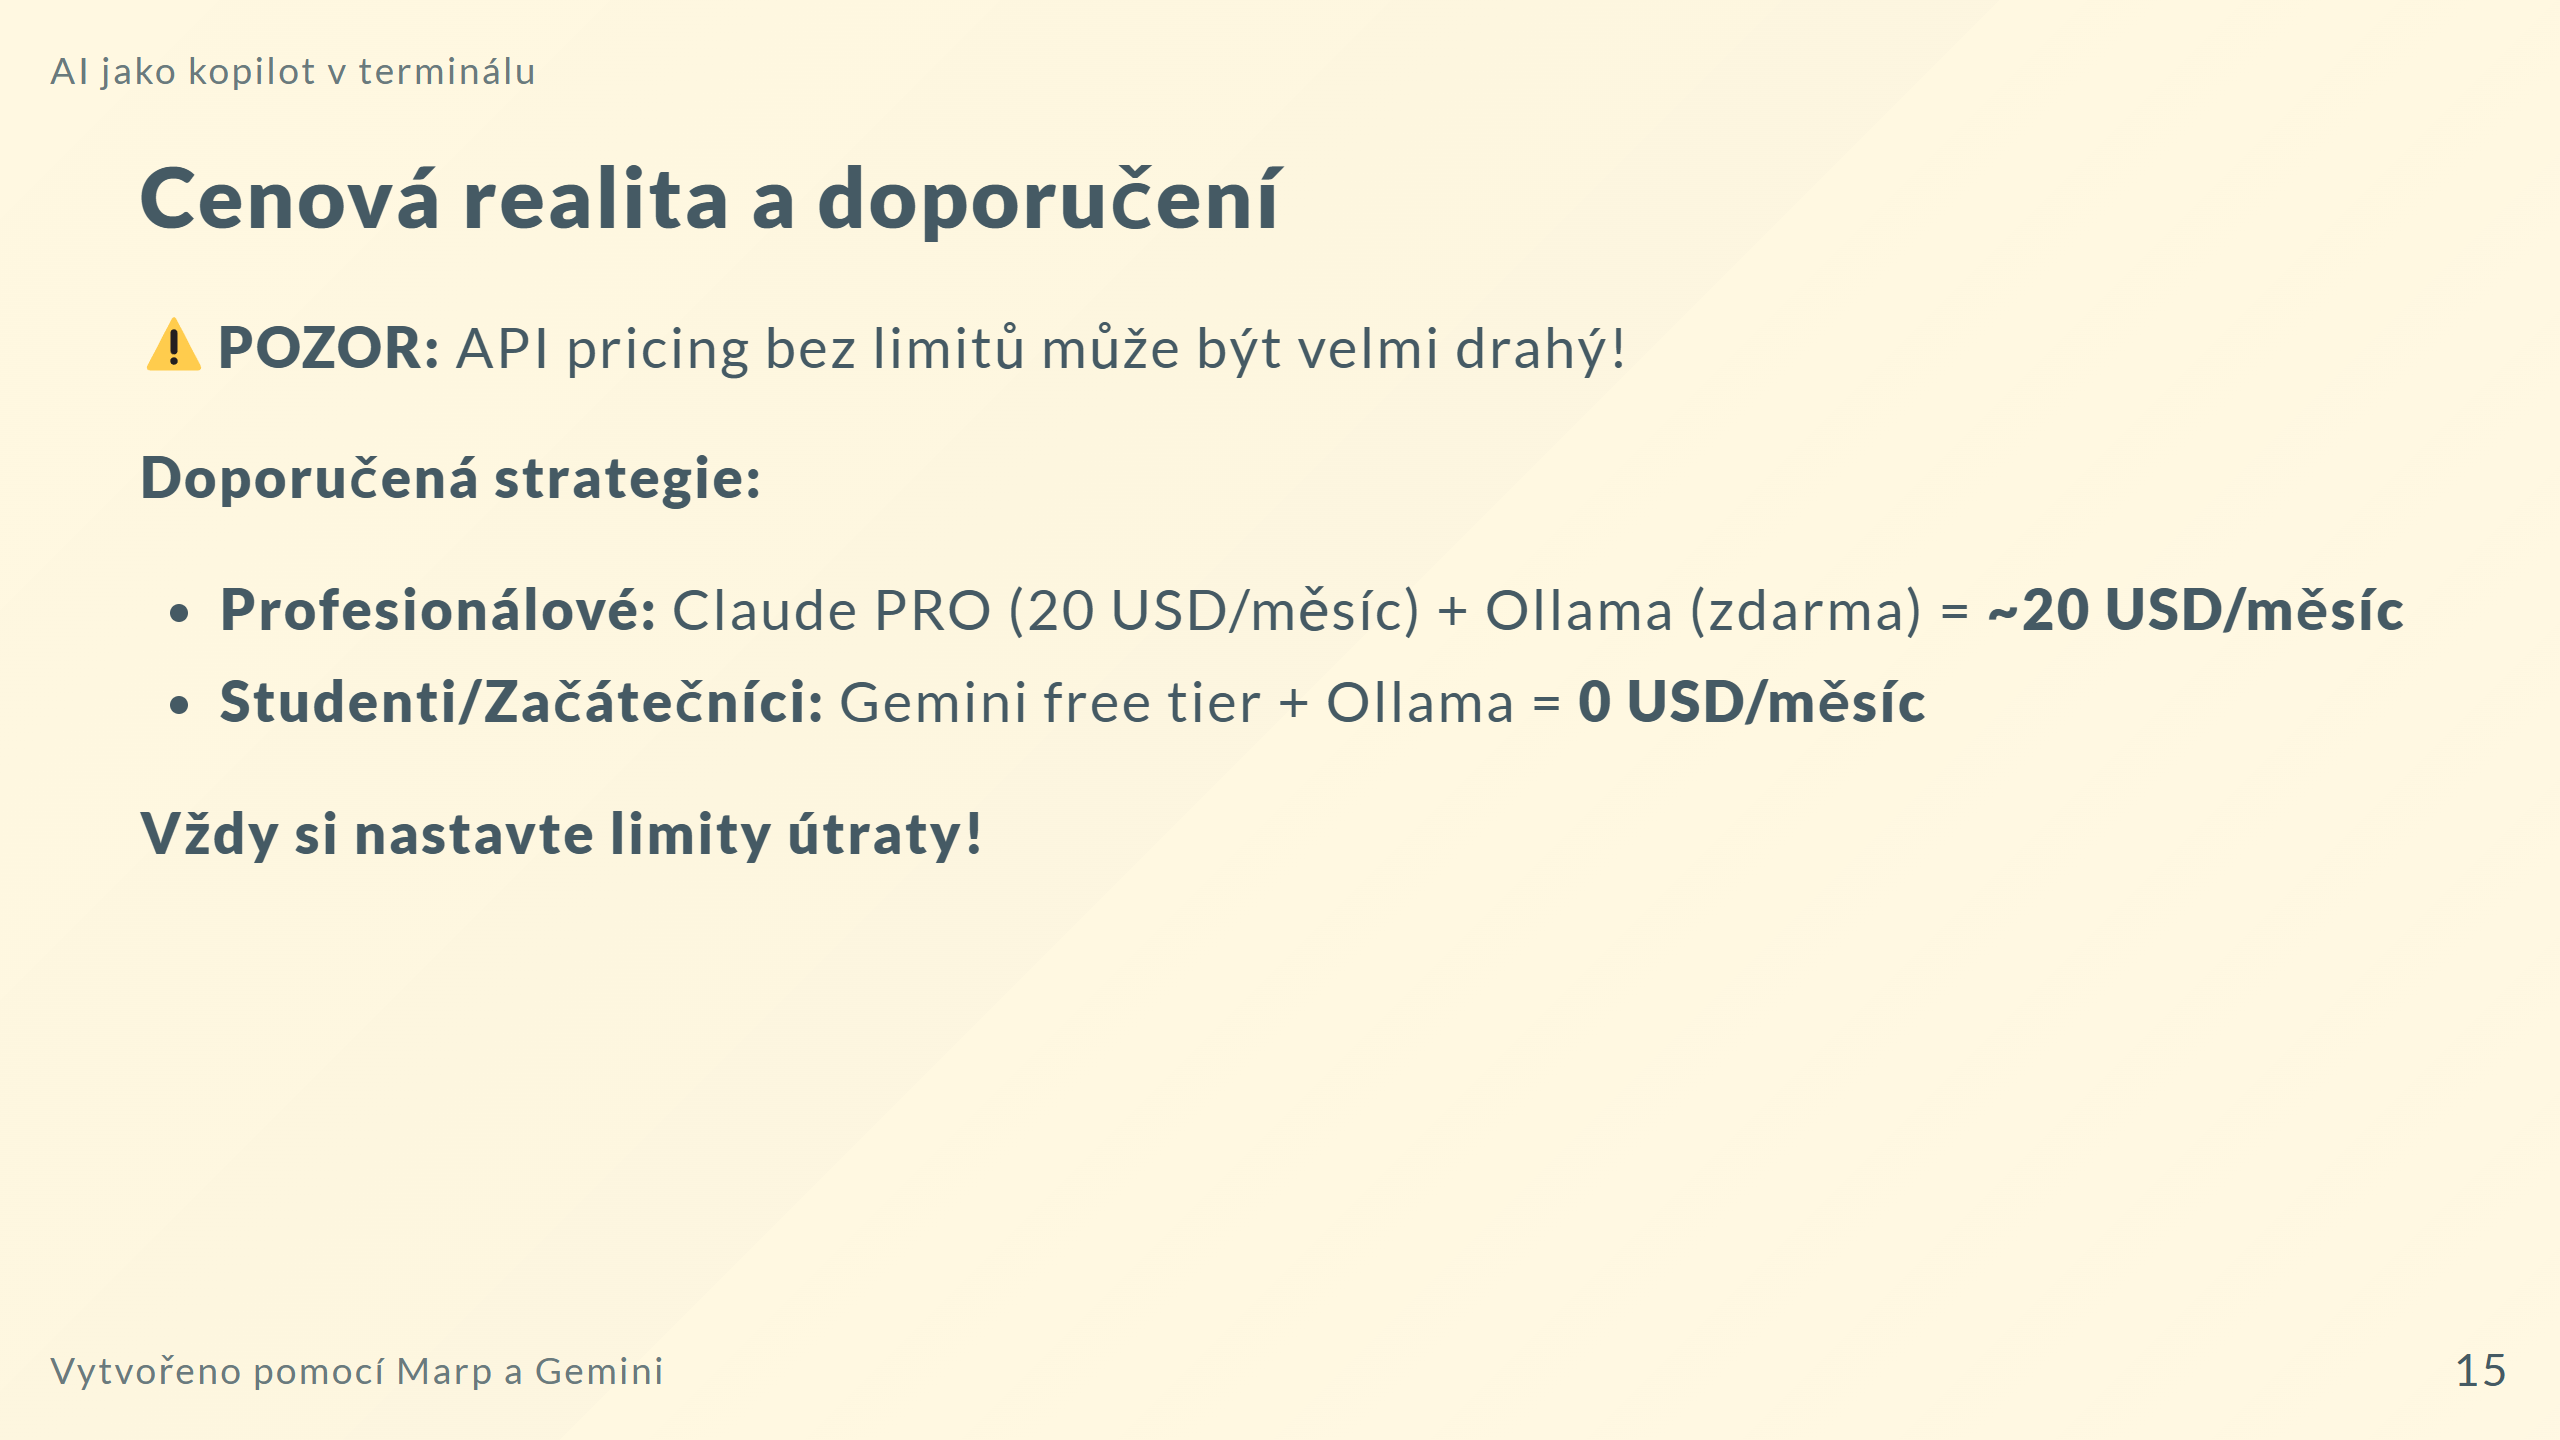 AI jako kopilot v terminálu
Cenová realita a doporučení
⚠️ POZOR: API pricing bez limitů může být velmi drahý!
Doporučená strategie:
• Profesionálové: Claude PRO (20 USD/měsíc) + Ollama (zdarma) = ~20 USD/měsíc
• Studenti/Začátečníci: Gemini free tier + Ollama = 0 USD/měsíc
Vždy si nastavte limity útraty!
Vytvořeno pomocí Marp a Gemini
15